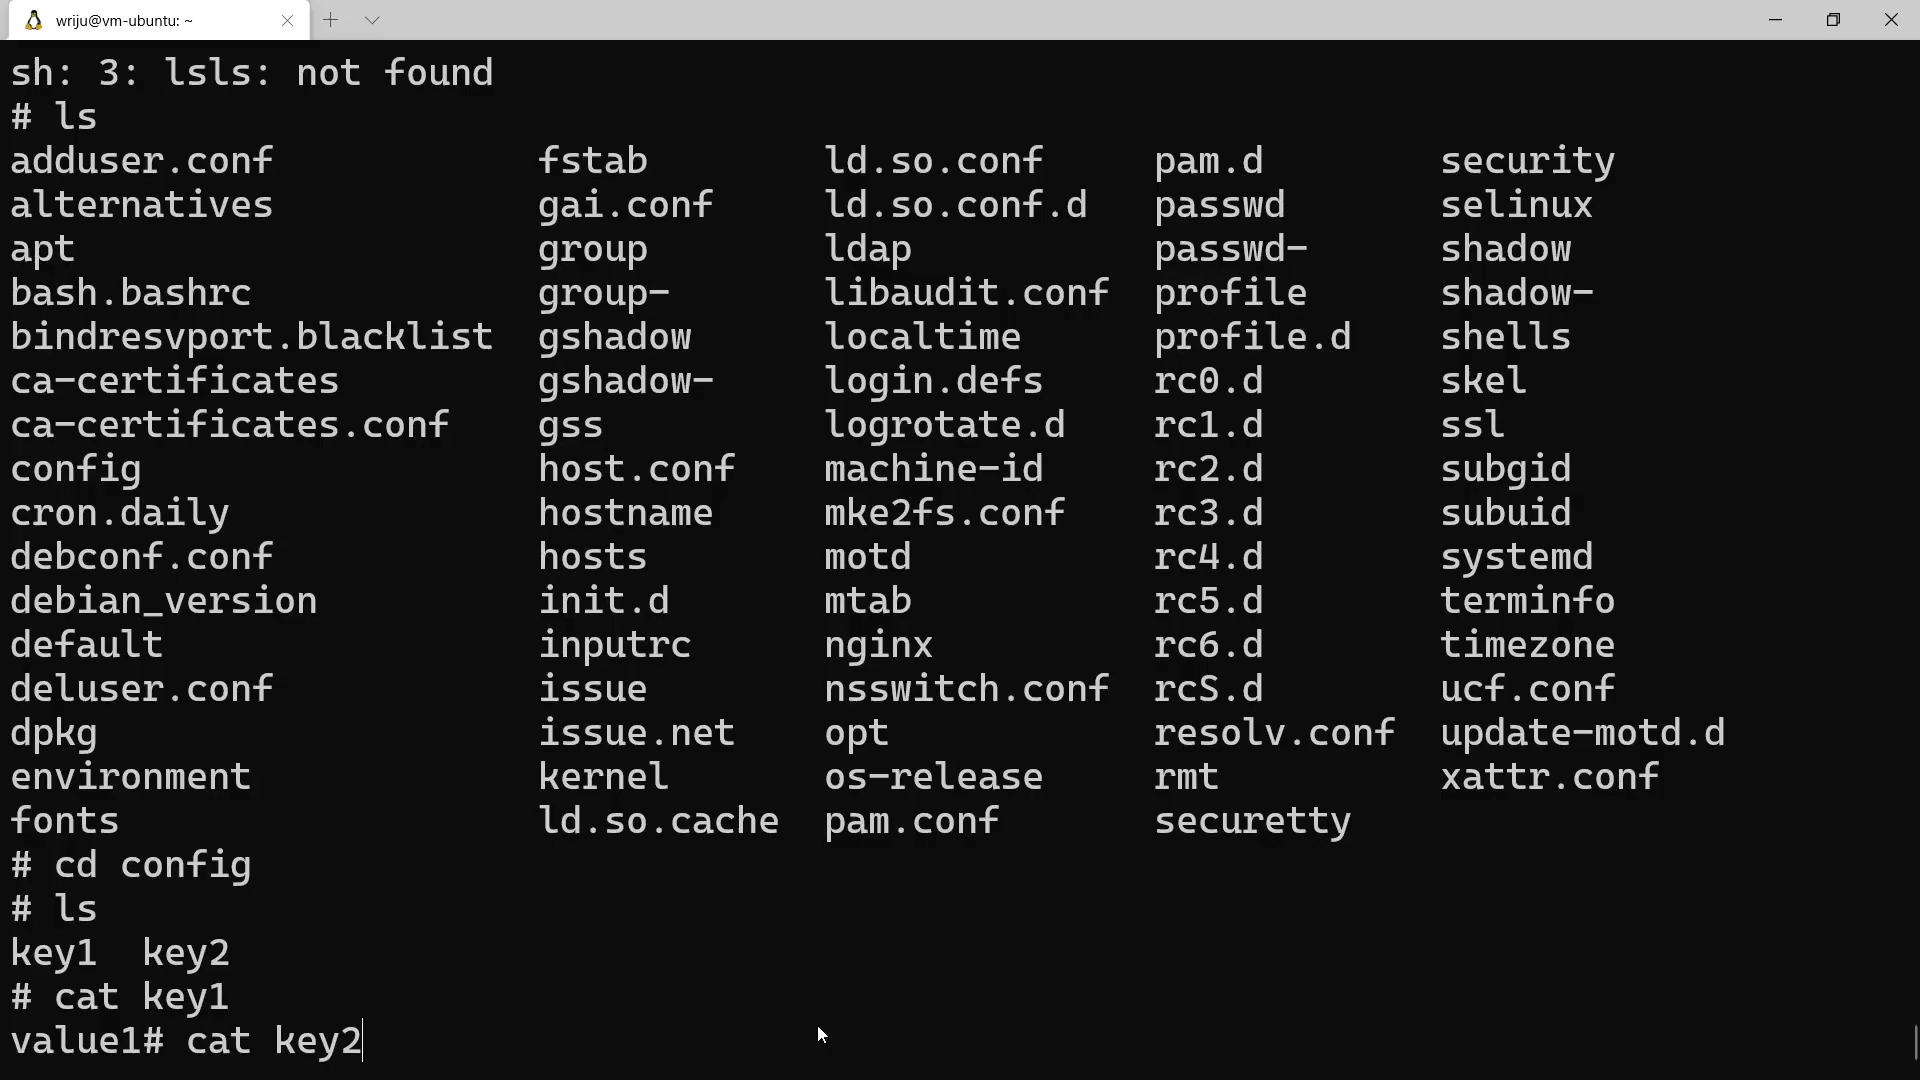 wriju@vm-ubuntu: ~
sh: 3: lsls: not found
# ls
adduser.conf fstab ld.so.conf pam.d security
alternatives gai.conf ld.so.conf.d passwd selinux
apt group ldap passwd- shadow
bash.bashrc group- libaudit.conf profile shadow-
bindresvport.blacklist gshadow localtime profile.d shells
ca-certificates gshadow- login.defs rc0.d skel
ca-certificates.conf gss logrotate.d rc1.d ssl
config host.conf machine-id rc2.d subgid
cron.daily hostname mke2fs.conf rc3.d subuid
debconf.conf hosts motd rc4.d systemd
debian_version init.d mtab rc5.d terminfo
default inputrc nginx rc6.d timezone
deluser.conf issue nsswitch.conf rcS.d ucf.conf
dpkg issue.net opt resolv.conf update-motd.d
environment kernel os-release rmt xattr.conf
fonts ld.so.cache pam.conf securetty
# cd config
# ls
key1 key2
# cat key1
value1# cat key2